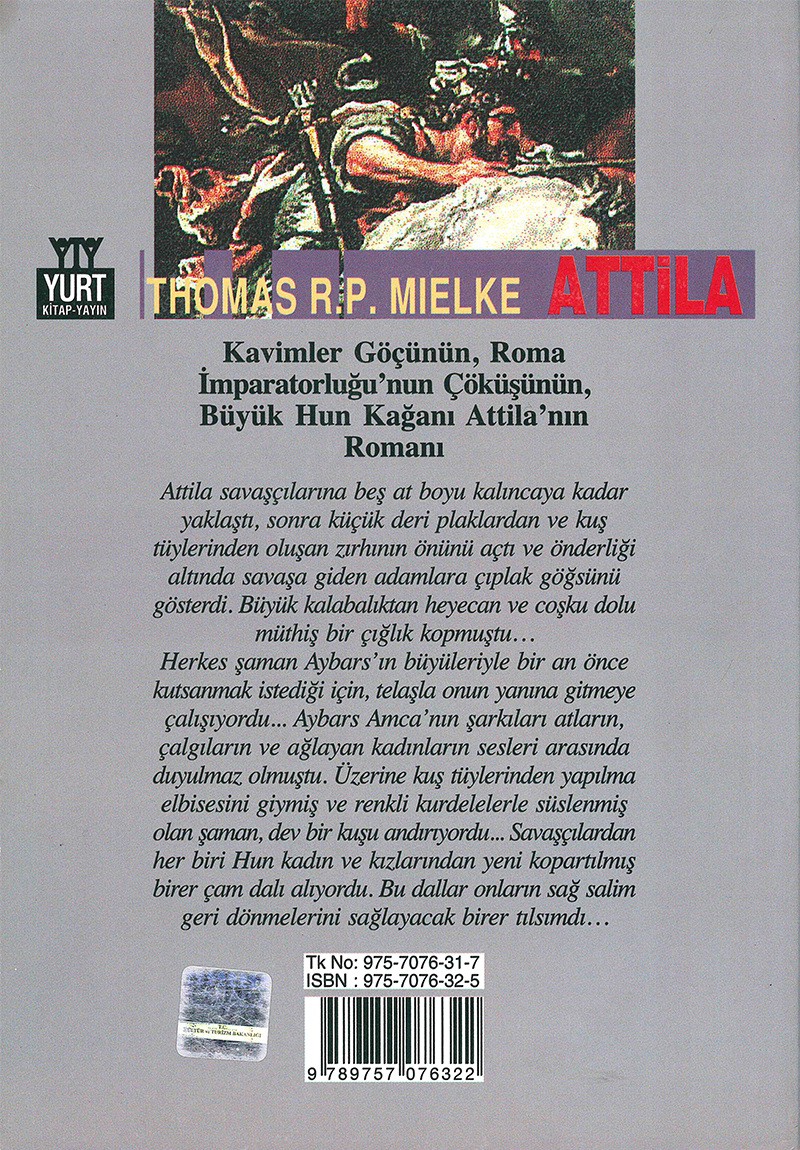 YTY
YURT
KİTAP-YAYIN
THOMAS R.P. MIELKE ATTİLA
Kavimler Göçünün, Roma
İmparatorluğu’nun Çöküşünün,
Büyük Hun Kağanı Attila’nın
Romanı
Attila savaşçılarına beş at boyu kalıncaya kadar
yaklaştı, sonra küçük deri plaklardan ve kuş
tüylerinden oluşan zırhının önünü açtı ve önderliği
altında savaşa giden adamlara çıplak göğsünü
gösterdi. Büyük kalabalıktan heyecan ve coşku dolu
müthiş bir çığlık kopmuştu…
Herkes şaman Aybars’ın büyüleriyle bir an önce
kutsanmak istediği için, telaşla onun yanına gitmeye
çalışıyordu... Aybars Amca’nın şarkıları atların,
çalgıların ve ağlayan kadınların sesleri arasında
duyulmaz olmuştu. Üzerine kuş tüylerinden yapılma
elbisesini giymiş ve renkli kurdelelerle süslenmiş
olan şaman, dev bir kuşu andırıyordu... Savaşçılardan
her biri Hun kadın ve kızlarından yeni kopartılmış
birer çam dalı alıyordu. Bu dallar onların sağ salim
geri dönmelerini sağlayacak birer tılsımdı…
Tk No: 975-7076-31-7
ISBN : 975-7076-32-5
T.C.
KÜLTÜR ve TURİZM BAKANLIĞI
9 789757 076322